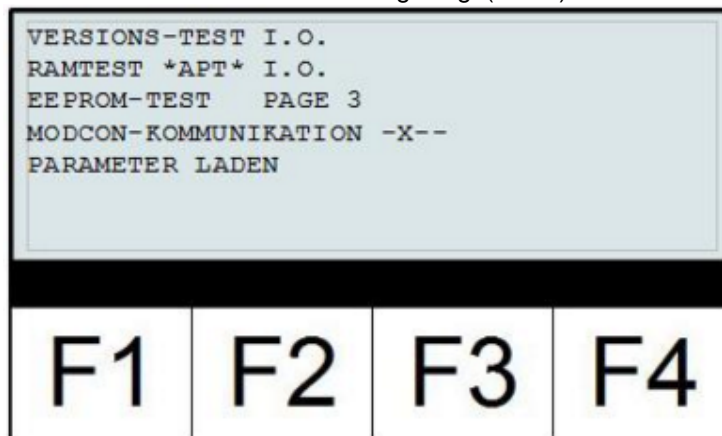 VERSIONS-TEST I.O.
RAMTEST *APT* I.O.
EEPROM-TEST PAGE 3
MODCON-KOMMUNIKATION -X--
PARAMETER LADEN
F1 F2 F3 F4